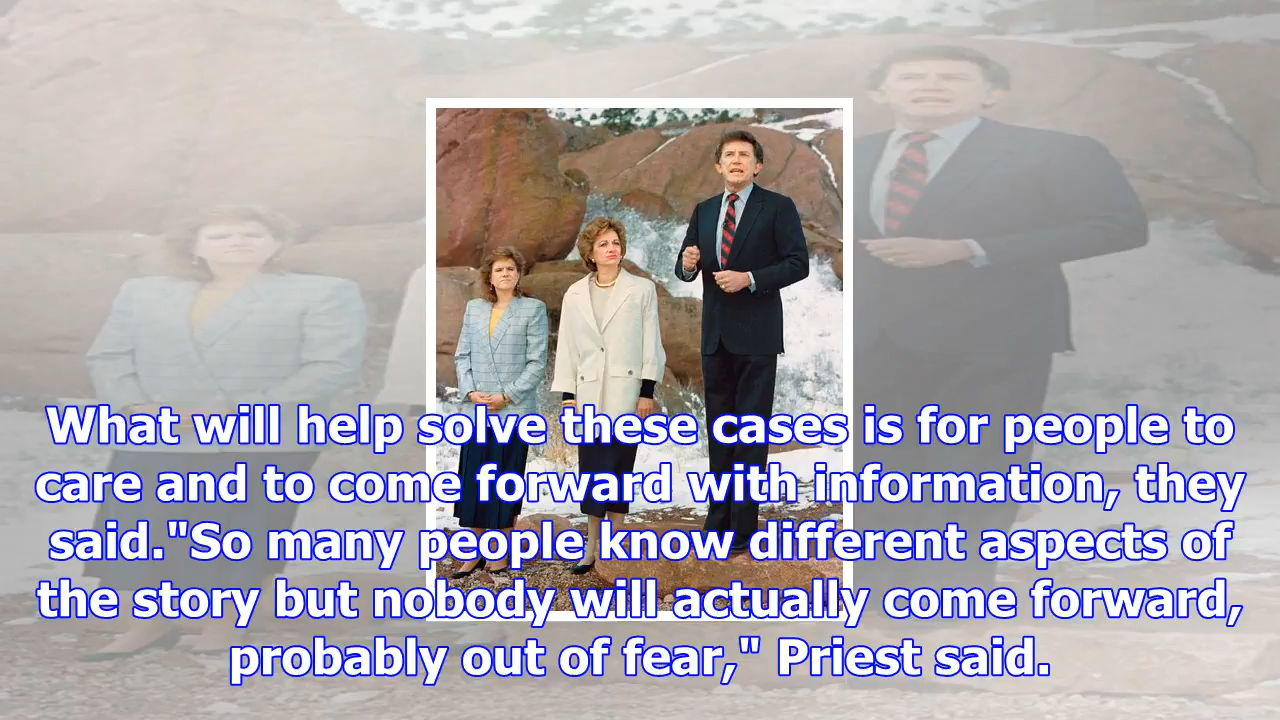 What will help solve these cases is for people to
care and to come forward with information, they
said."So many people know different aspects of
the story but nobody will actually come forward,
probably out of fear," Priest said.